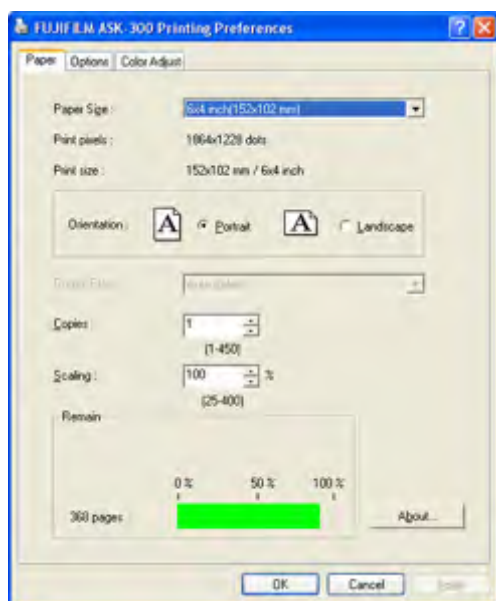 FUJIFILM ASK-300 Printing Preferences
Paper Options Color Adjust
Paper Size : 6x4 inch(152x102 mm)
Print pixels : 1864x1228 dots
Print size : 152x102 mm / 6x4 inch
Orientation : A Portrait A Landscape
Copies : 1
(1-450)
Scaling : 100 %
(25-400)
Remain
0 % 50 % 100 %
368 pages About...
OK Cancel